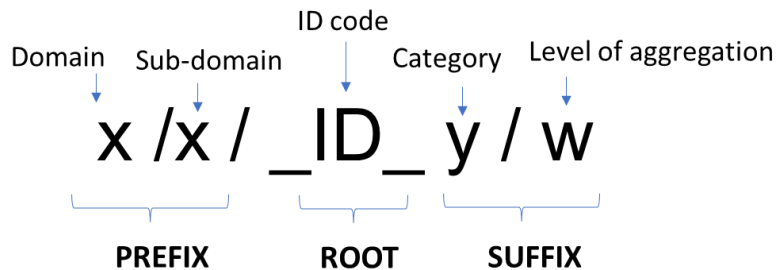 ID code
Domain Sub-domain Category Level of aggregation
x /x / _ID_ y / w
PREFIX ROOT SUFFIX